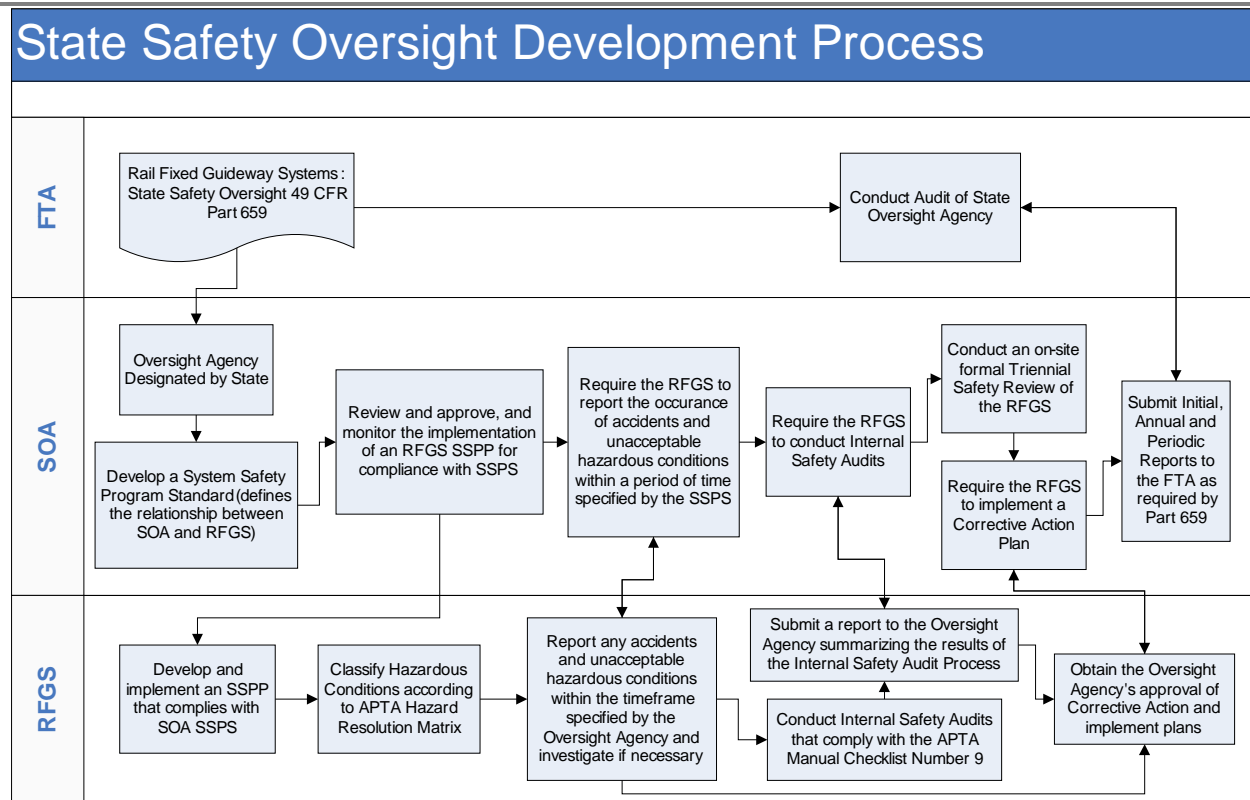 State Safety Oversight Development Process
FTA
Rail Fixed Guideway Systems :
State Safety Oversight 49 CFR
Part 659
Conduct Audit of State
Oversight Agency
SOA
Oversight Agency
Designated by State
Develop a System Safety
Program Standard (defines
the relationship between
SOA and RFGS)
Review and approve, and
monitor the implementation
of an RFGS SSPP for
compliance with SSPS
Require the RFGS to
report the occurance
of accidents and
unacceptable
hazardous conditions
within a period of time
specified by the SSPS
Require the RFGS
to conduct Internal
Safety Audits
Conduct an on-site
formal Triennial
Safety Review of
the RFGS
Require the RFGS
to implement a
Corrective Action
Plan
Submit Initial,
Annual and
Periodic
Reports to
the FTA as
required by
Part 659
RFGS
Develop and
implement an SSPP
that complies with
SOA SSPS
Classify Hazardous
Conditions according
to APTA Hazard
Resolution Matrix
Report any accidents
and unacceptable
hazardous conditions
within the timeframe
specified by the
Oversight Agency and
investigate if necessary
Submit a report to the Oversight
Agency summarizing the results of
the Internal Safety Audit Process
Conduct Internal Safety Audits
that comply with the APTA
Manual Checklist Number 9
Obtain the Oversight
Agency's approval of
Corrective Action and
implement plans